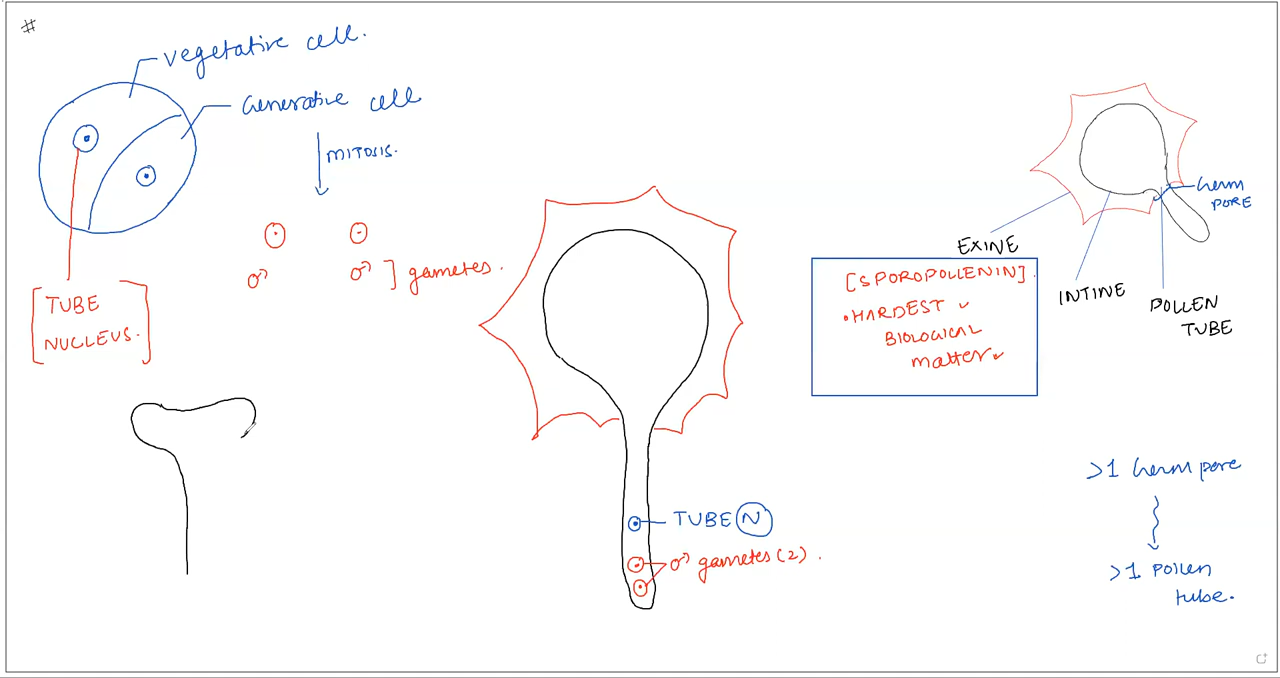 #
vegetative cell.
Generative cell
MITOSIS.
♂ ♂ ] gametes.
[TUBE
NUCLEUS.]
TUBE N
♂ gametes (2).
Germ
PORE
EXINE
[SPOROPOLLENIN].
• HARDEST ✓
BIOLOGICAL
matter ✓
INTINE
POLLEN
TUBE
>1 Germ pore
>1 Pollen
tube.